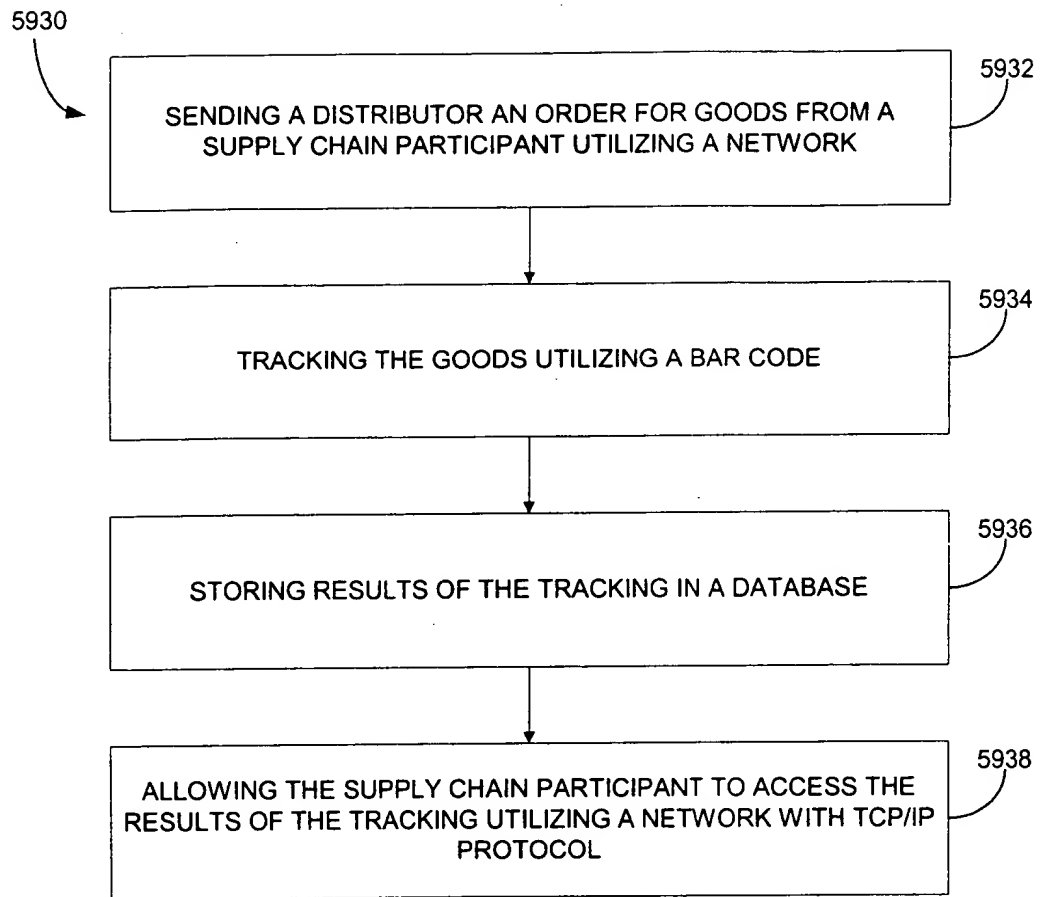 5930
5932
SENDING A DISTRIBUTOR AN ORDER FOR GOODS FROM A
SUPPLY CHAIN PARTICIPANT UTILIZING A NETWORK
5934
TRACKING THE GOODS UTILIZING A BAR CODE
5936
STORING RESULTS OF THE TRACKING IN A DATABASE
5938
ALLOWING THE SUPPLY CHAIN PARTICIPANT TO ACCESS THE
RESULTS OF THE TRACKING UTILIZING A NETWORK WITH TCP/IP
PROTOCOL